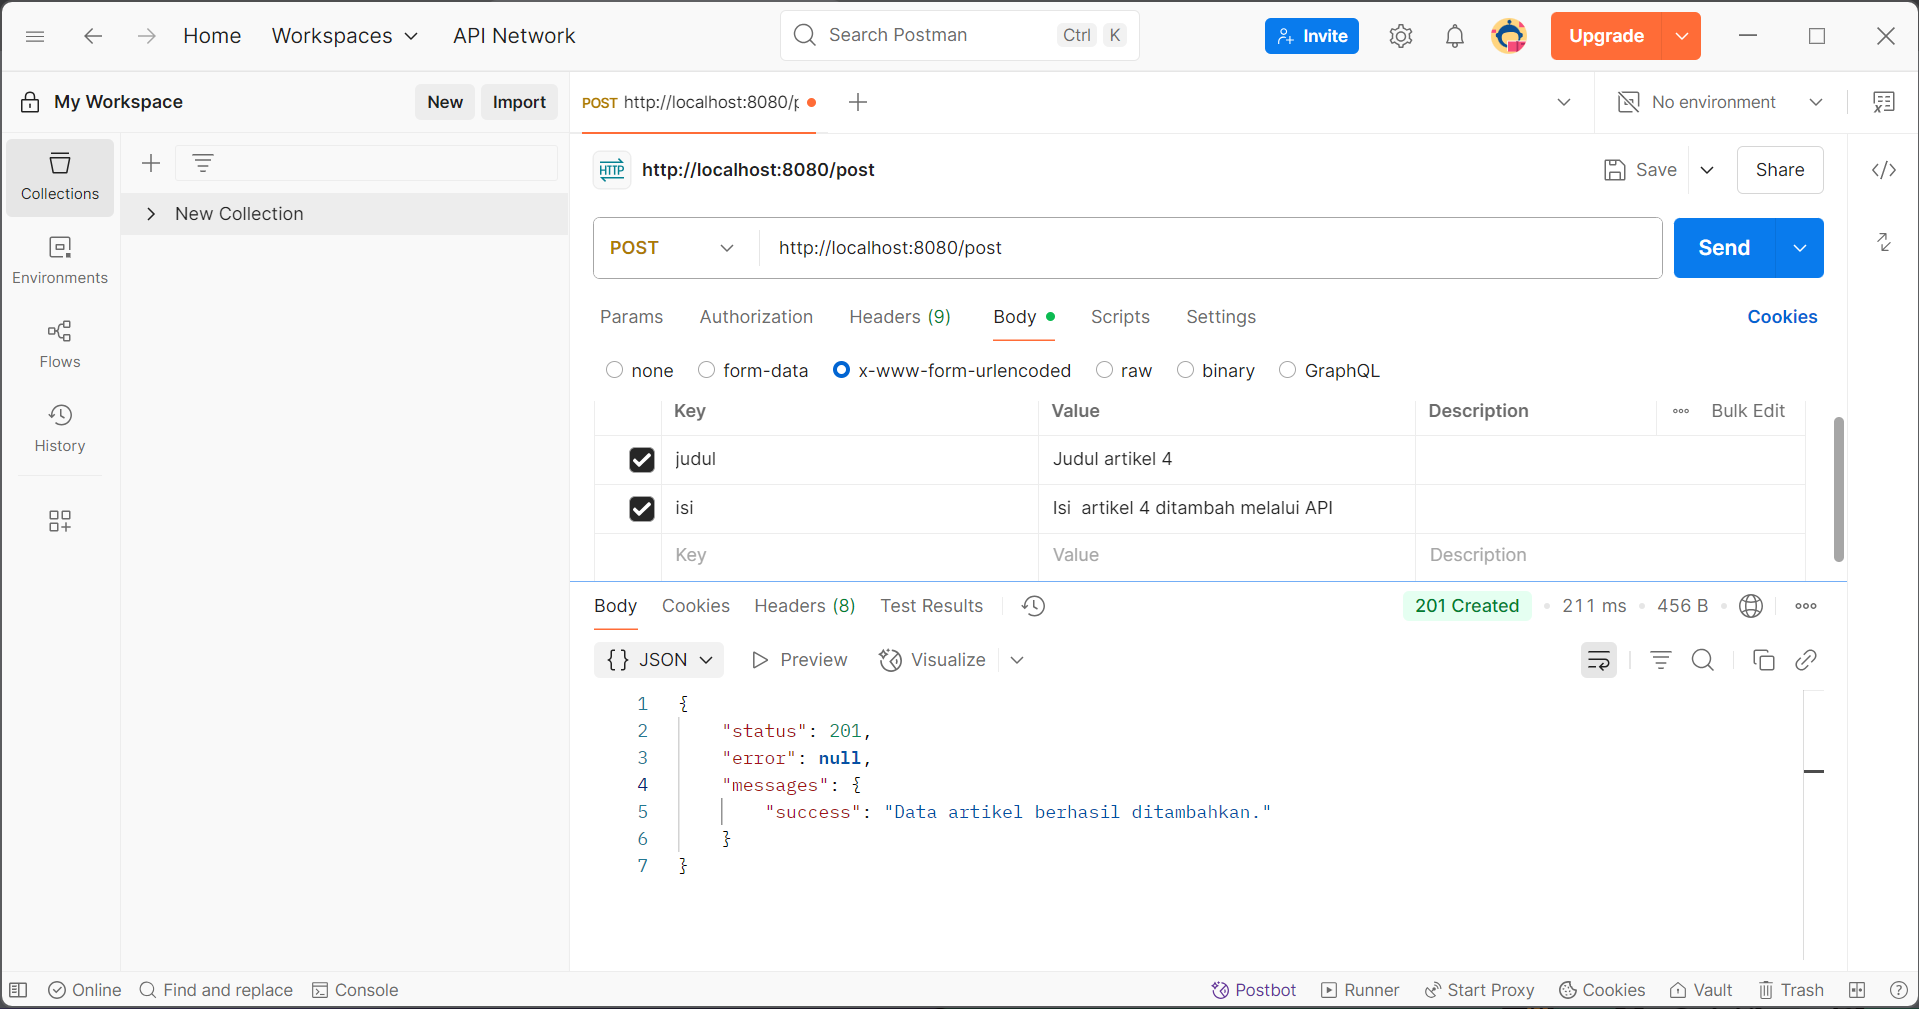 Home Workspaces API Network Search Postman Ctrl K Invite Upgrade
My Workspace New Import POST http://localhost:8080/p No environment
Collections
Environments
Flows
History
New Collection
HTTP http://localhost:8080/post Save Share
POST http://localhost:8080/post Send
Params Authorization Headers (9) Body Scripts Settings Cookies
none form-data x-www-form-urlencoded raw binary GraphQL
Key Value Description Bulk Edit
judul Judul artikel 4
isi Isi  artikel 4 ditambah melalui API
Key Value Description
Body Cookies Headers (8) Test Results 201 Created 211 ms 456 B
{} JSON Preview Visualize
1 {
2 "status": 201,
3 "error": null,
4 "messages": {
5 "success": "Data artikel berhasil ditambahkan."
6 }
7 }
Online Find and replace Console Postbot Runner Start Proxy Cookies Vault Trash